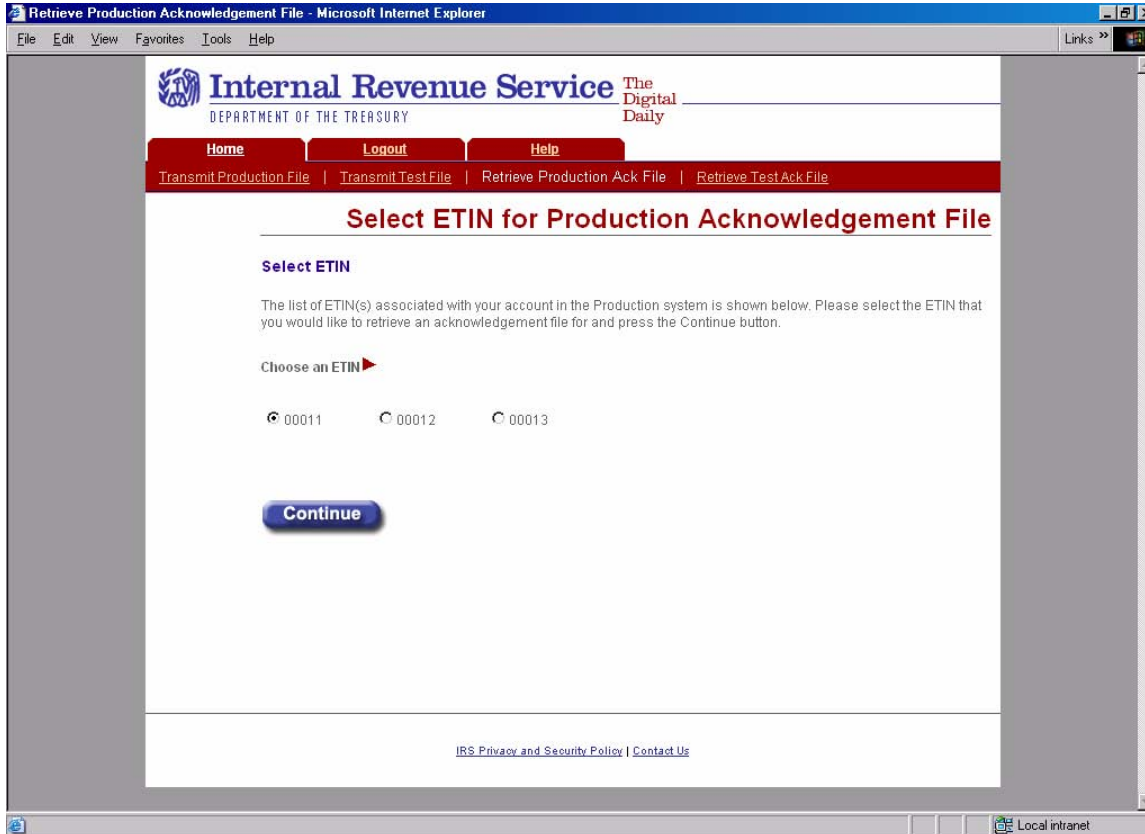 Retrieve Production Acknowledgement File - Microsoft Internet Explorer
File Edit View Favorites Tools Help Links »
Internal Revenue Service
DEPARTMENT OF THE TREASURY
The
Digital
Daily
Home Logout Help
Transmit Production File | Transmit Test File | Retrieve Production Ack File | Retrieve Test Ack File
Select ETIN for Production Acknowledgement File
Select ETIN
The list of ETIN(s) associated with your account in the Production system is shown below. Please select the ETIN that
you would like to retrieve an acknowledgement file for and press the Continue button.
Choose an ETIN
00011 00012 00013
Continue
IRS Privacy and Security Policy | Contact Us
Local intranet